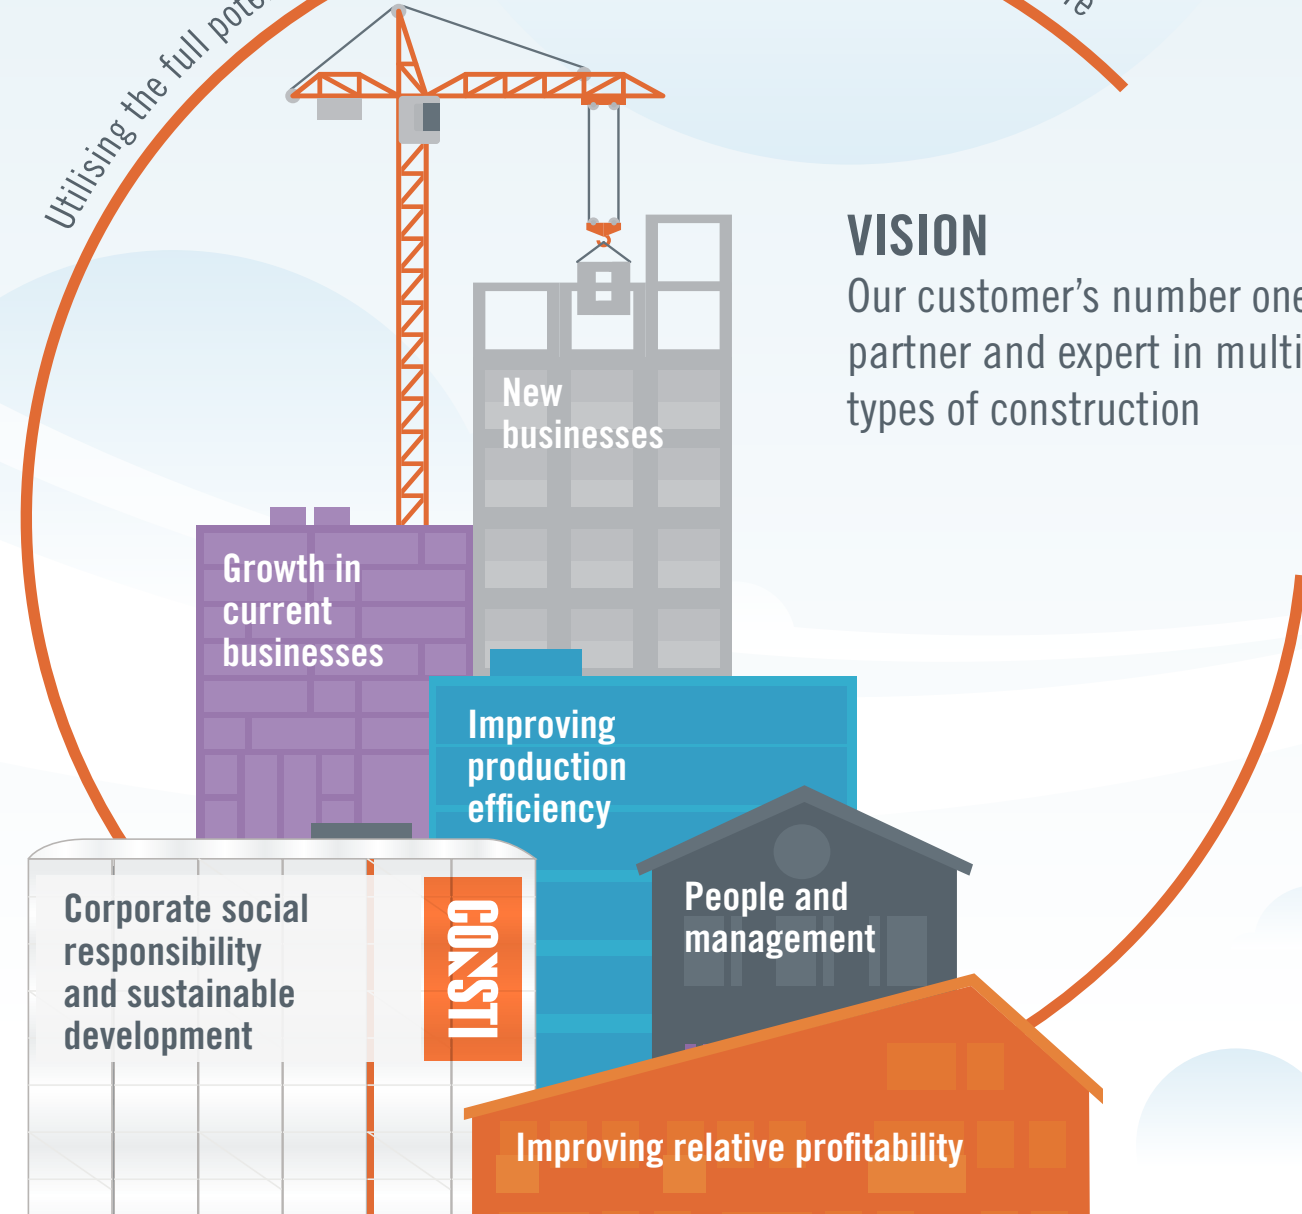 Utilising the full
VISION
Our customer's number one
partner and expert in multi
types of construction
New
businesses
Growth in
current
businesses
Improving
production
efficiency
People and
management
Corporate social
responsibility
and sustainable
development
CONSTI
Improving relative profitability